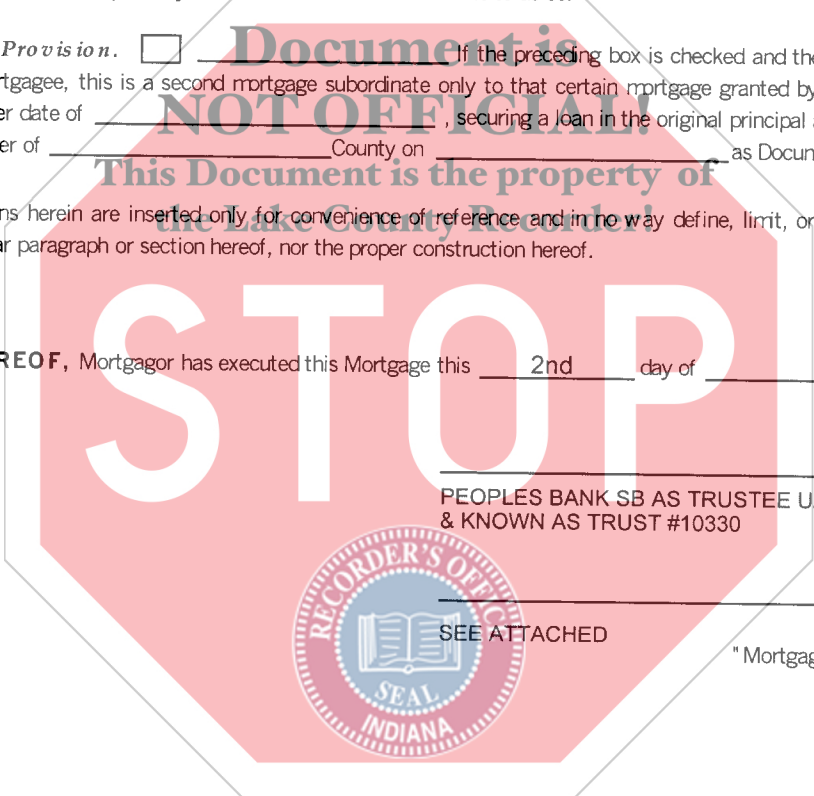 Provision. If the preceding box is checked and the
rtgagee, this is a second mortgage subordinate only to that certain mortgage granted by
er date of , securing a loan in the original principal
er of County on as Docum
ns herein are inserted only for convenience of reference and in no way define, limit, or
ar paragraph or section hereof, nor the proper construction hereof.
Document is
NOT OFFICIAL!
This Document is the property of
the Lake County Recorder!
STOP
REOF, Mortgagor has executed this Mortgage this 2nd day of
PEOPLES BANK SB AS TRUSTEE U
& KNOWN AS TRUST #10330
SEE ATTACHED
"Mortgag
RECORDER'S OFFICE
SEAL
INDIANA